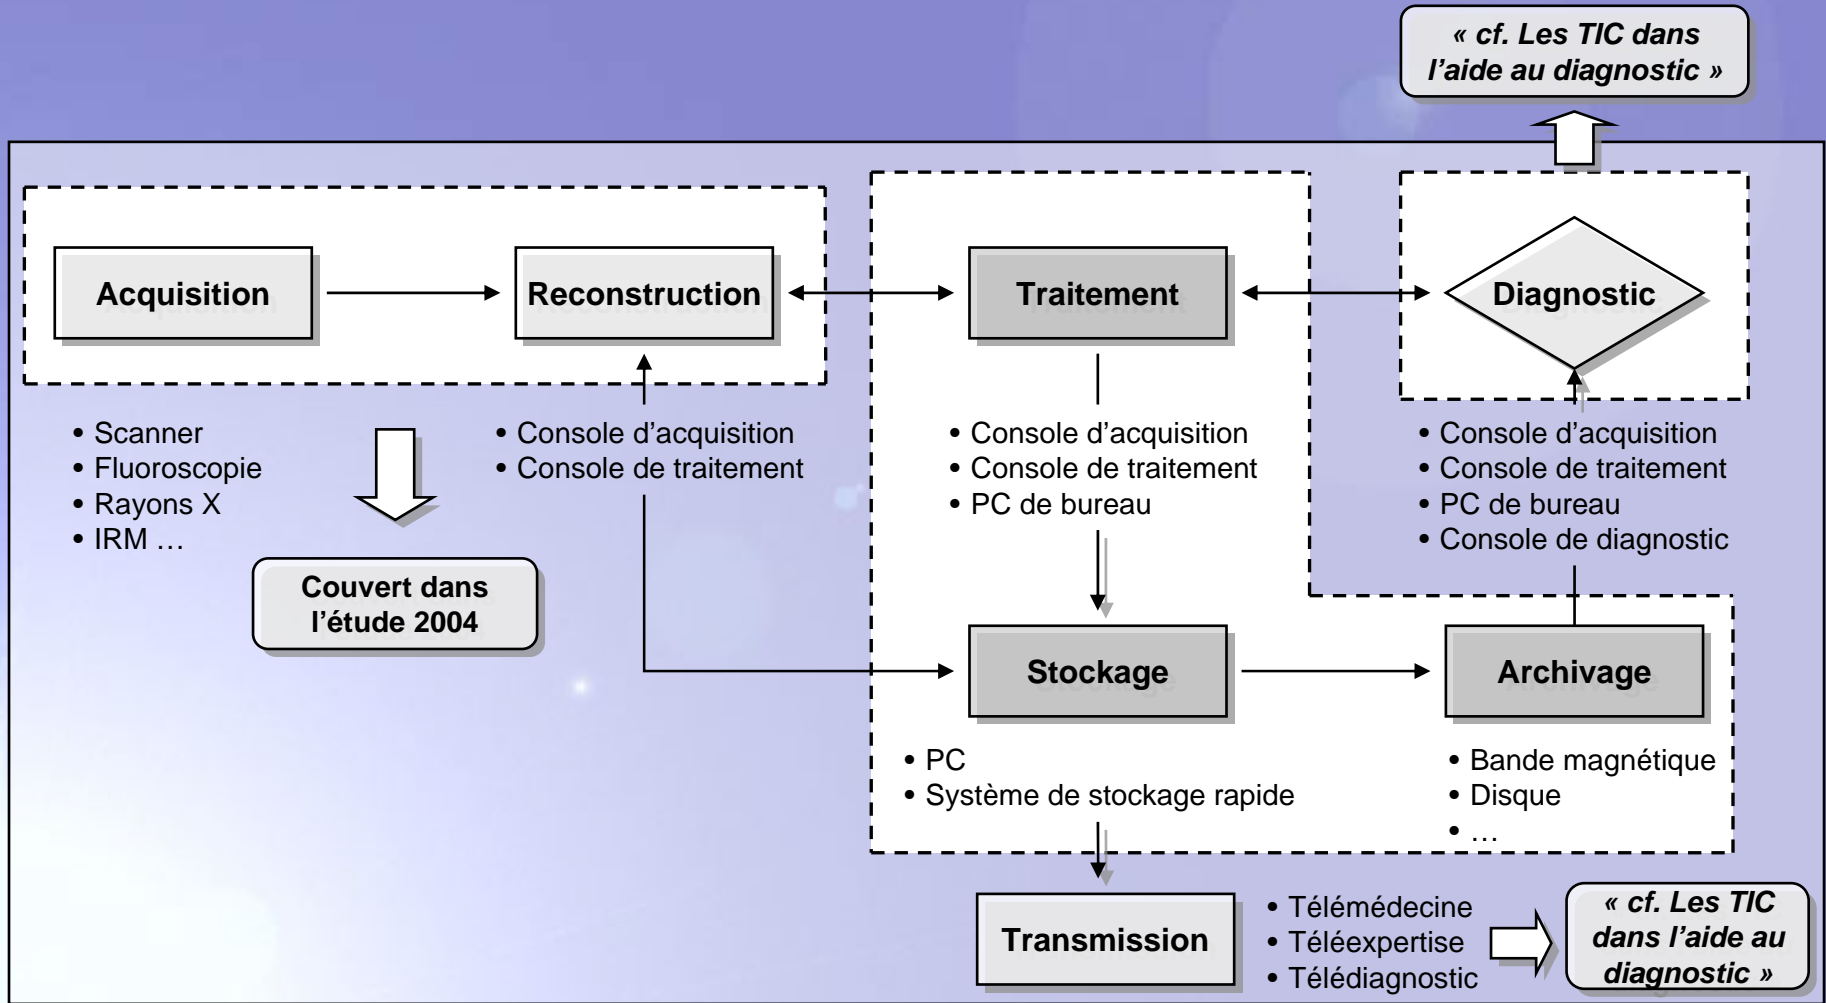 « cf. Les TIC dans
l’aide au diagnostic »
Acquisition
Reconstruction
Traitement
Diagnostic
• Scanner
• Fluoroscopie
• Rayons X
• IRM …
• Console d’acquisition
• Console de traitement
• Console d’acquisition
• Console de traitement
• PC de bureau
• Console d’acquisition
• Console de traitement
• PC de bureau
• Console de diagnostic
Couvert dans
l’étude 2004
Stockage
Archivage
• PC
• Système de stockage rapide
• Bande magnétique
• Disque
• …
Transmission
• Télémédecine
• Téléexpertise
• Télédiagnostic
« cf. Les TIC
dans l’aide au
diagnostic »